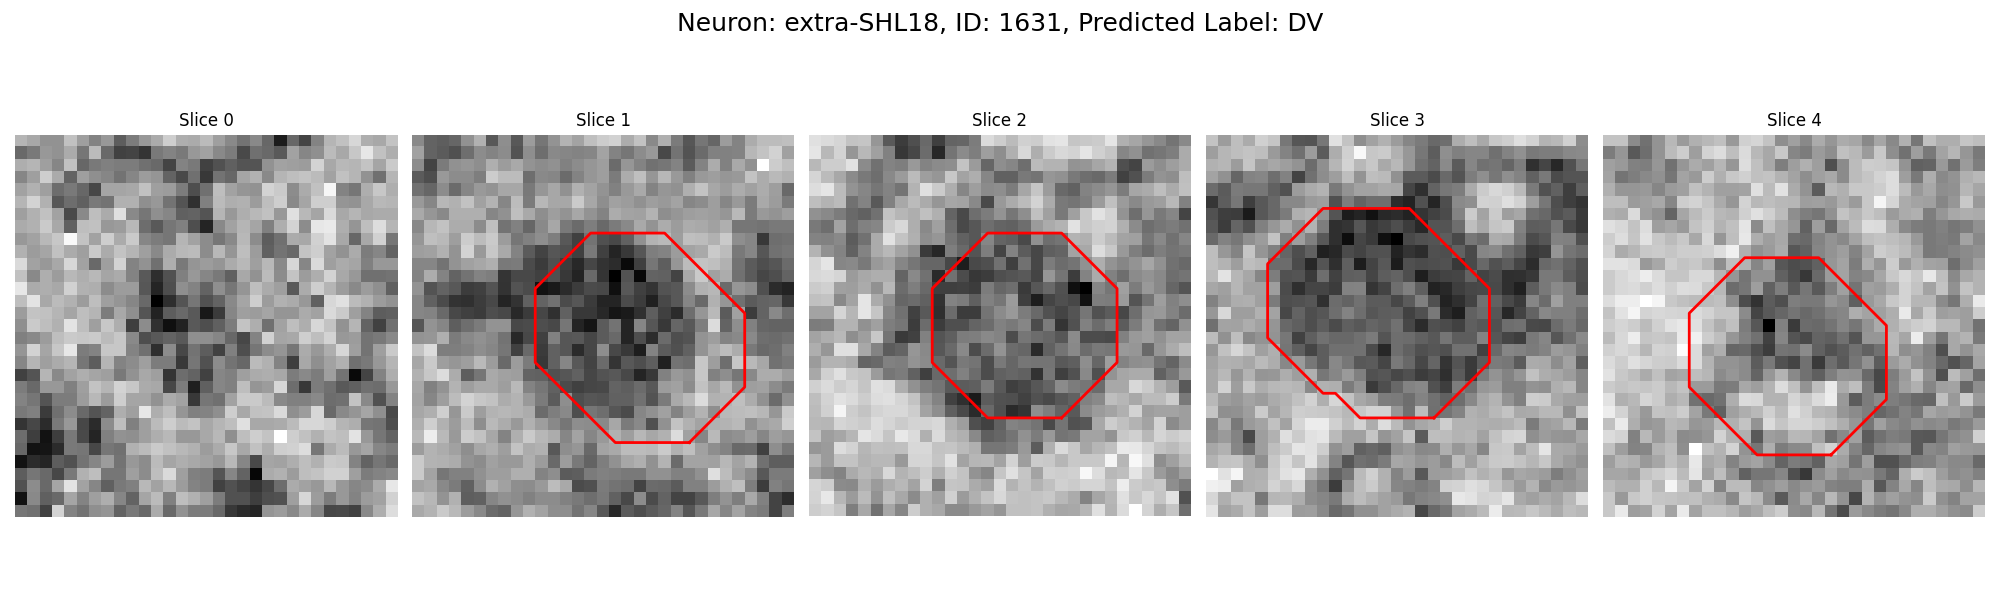 Neuron: extra-SHL18, ID: 1631, Predicted Label: DV
Slice 0
Slice 1
Slice 2
Slice 3
Slice 4